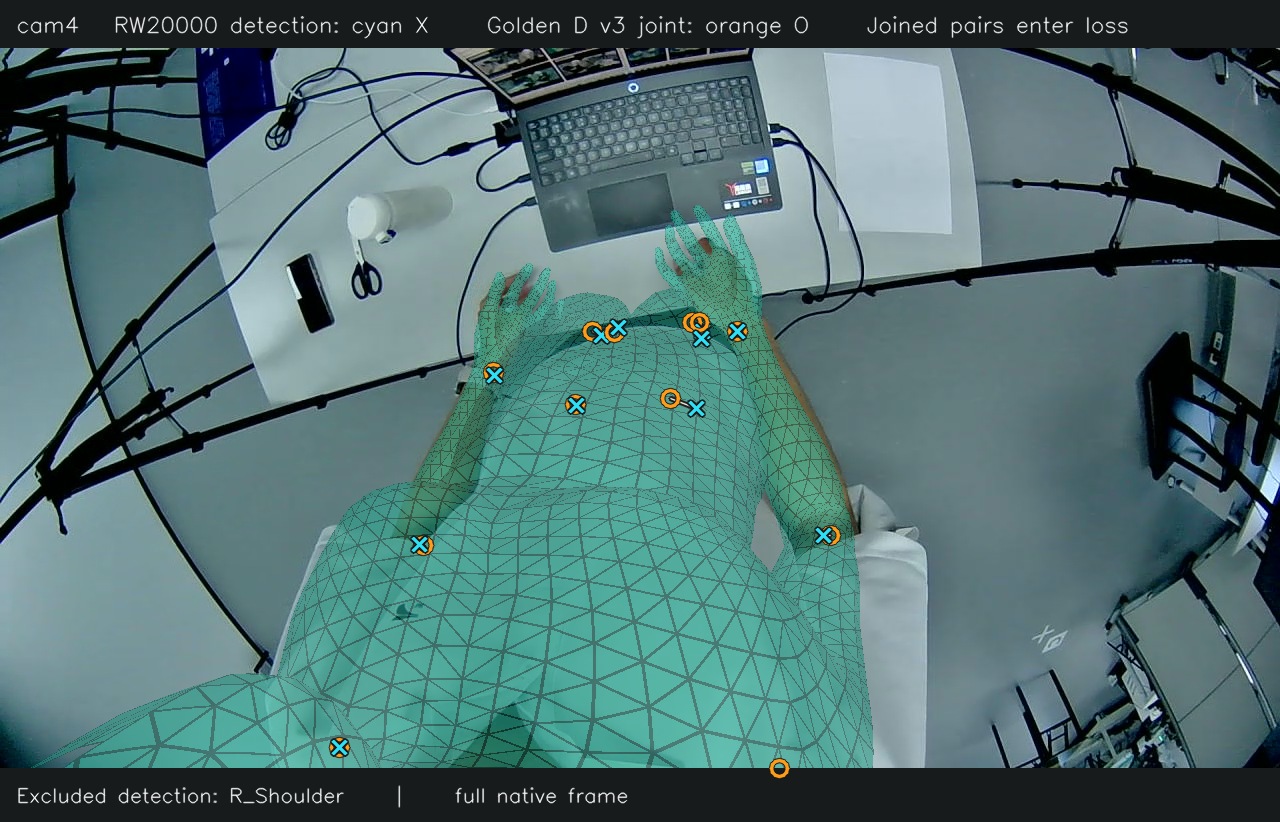 cam4 RW20000 detection: cyan X Golden D v3 joint: orange O Joined pairs enter loss
Excluded detection: R_Shoulder | full native frame